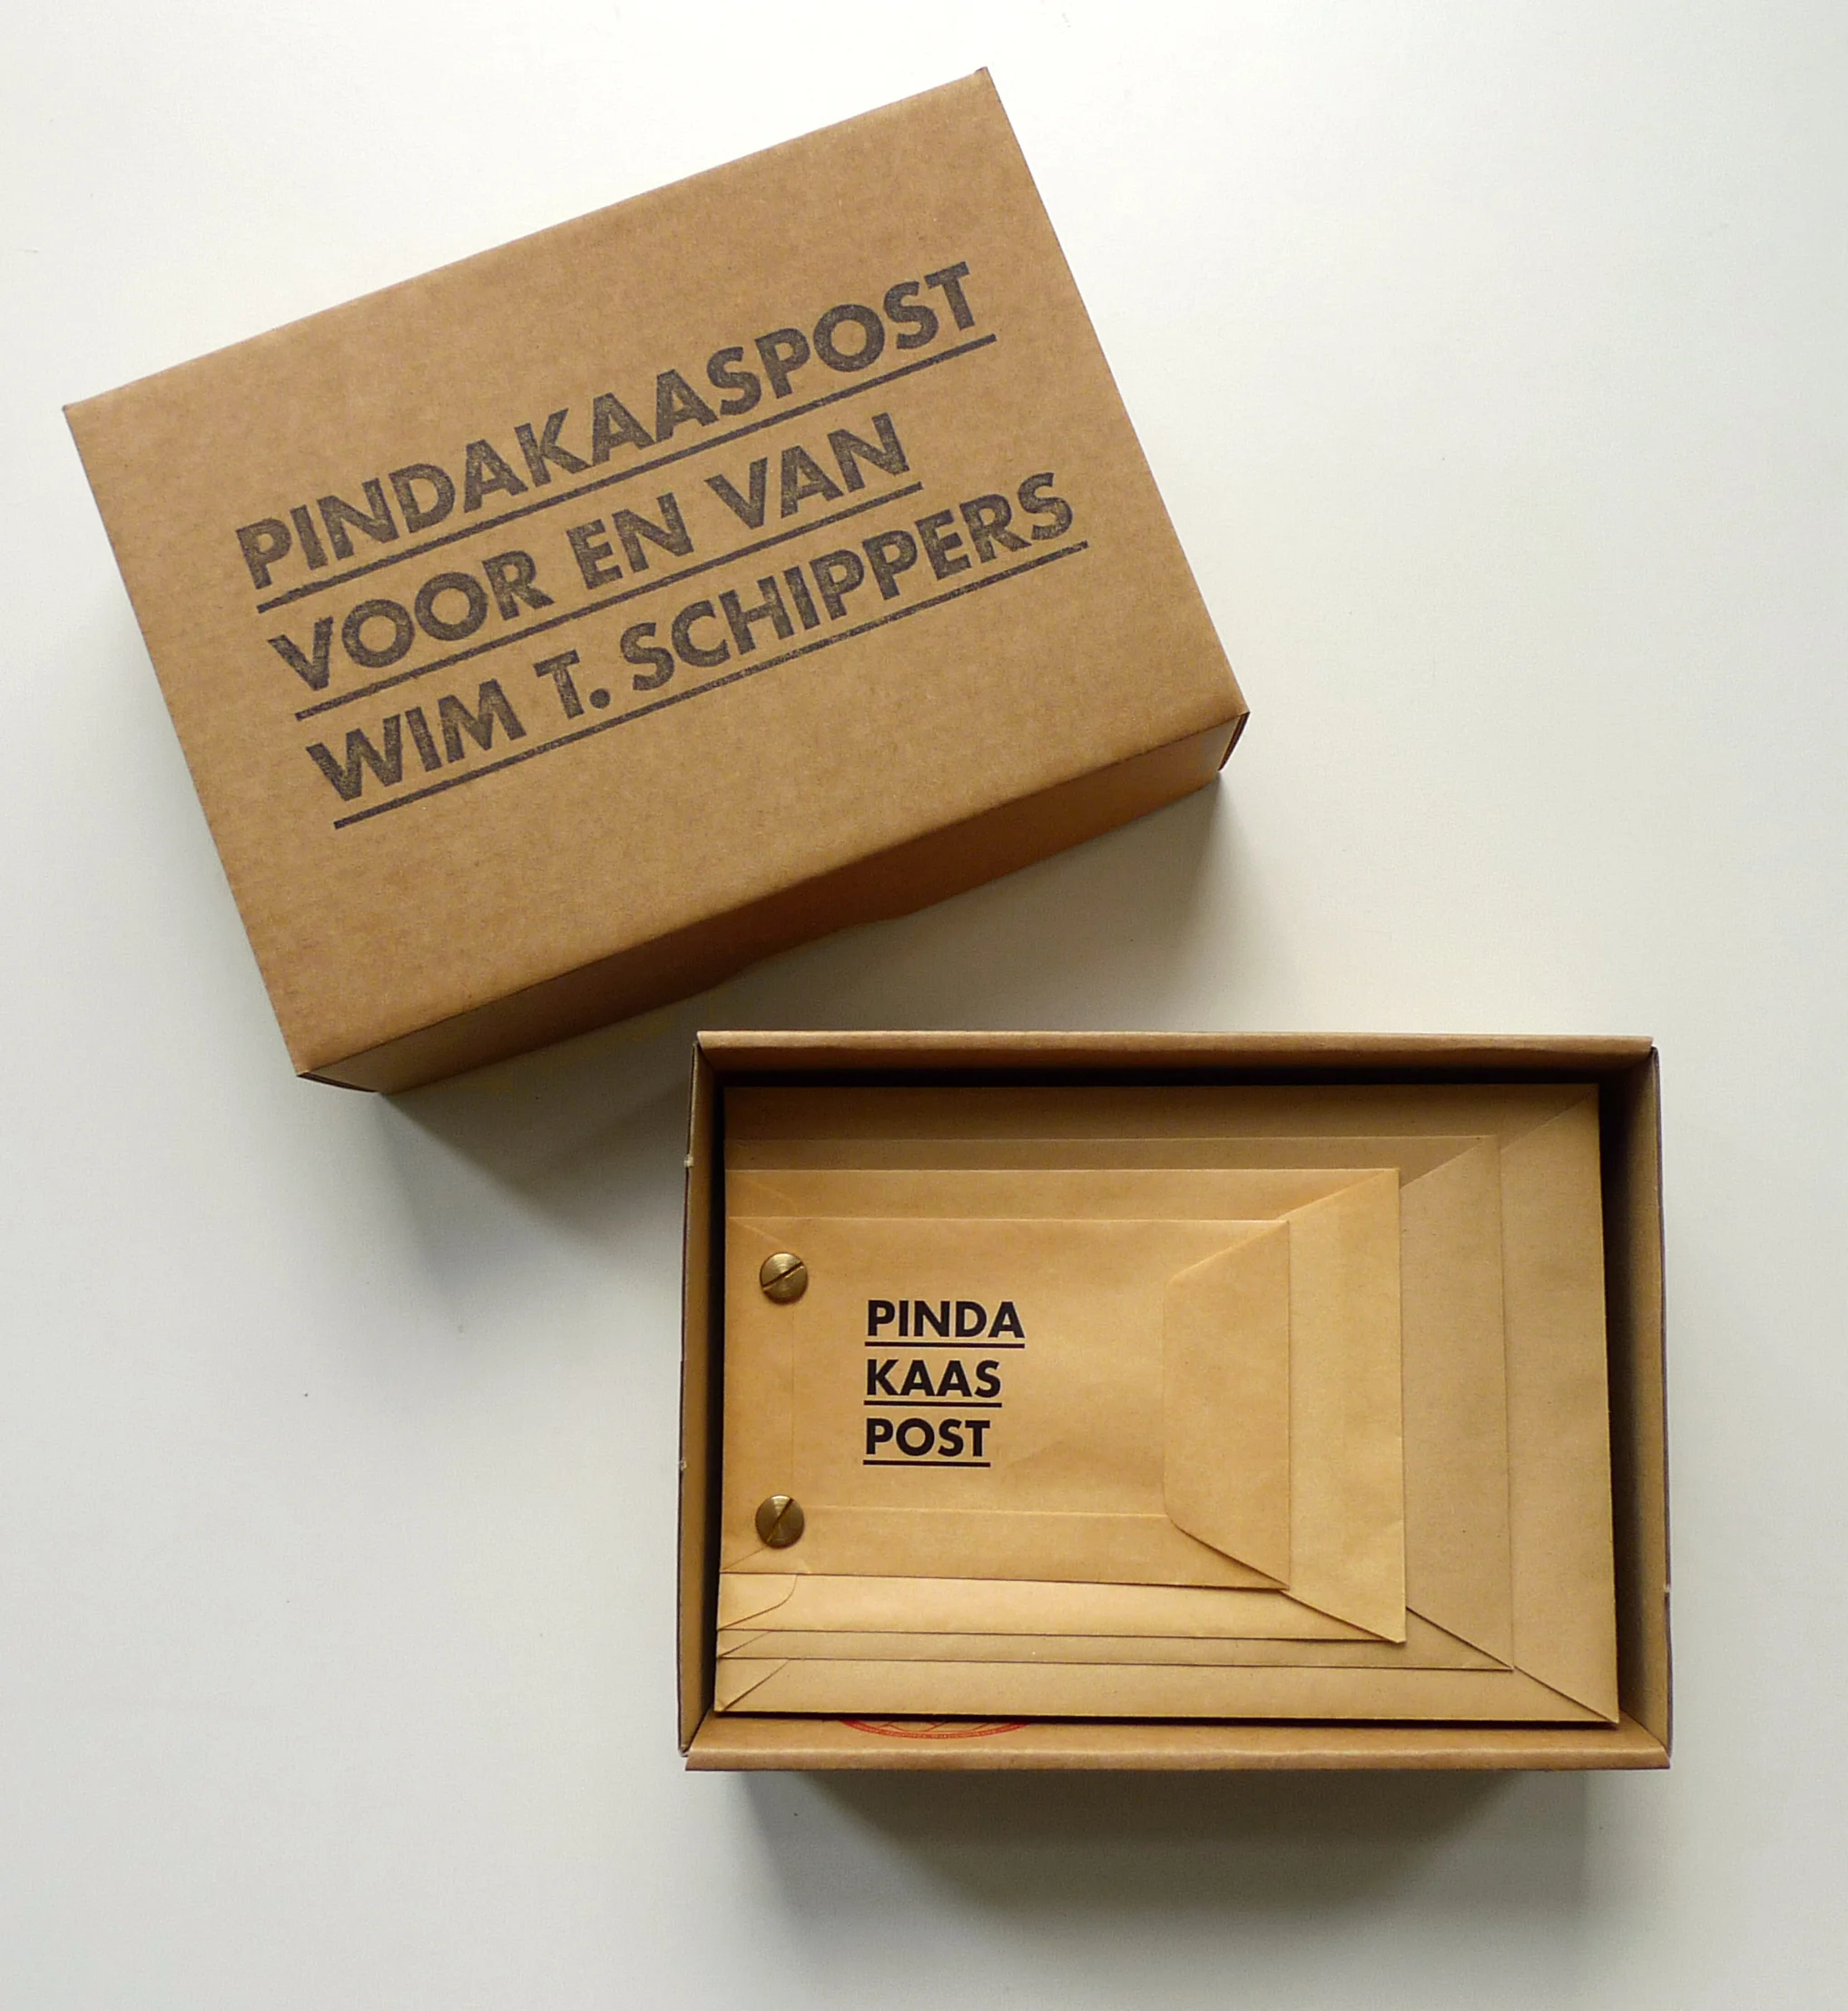 PINDAKAASPOST
VOOR EN VAN
WIM T. SCHIPPERS
PINDA
KAAS
POST